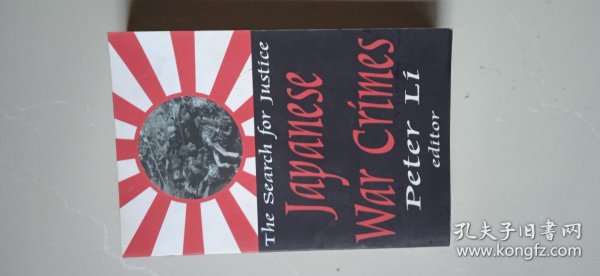 The Search for Justice
Japanese
War Crimes
Peter Li
editor
孔夫子旧书网
www.kongfz.com